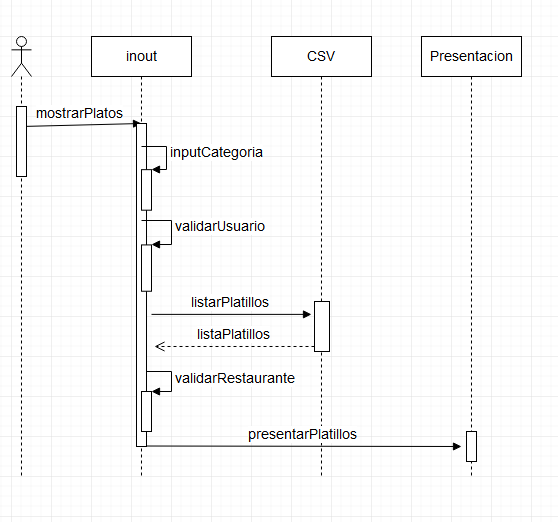 inout
CSV
Presentacion
mostrarPlatos
inputCategoria
validarUsuario
listarPlatillos
listaPlatillos
validarRestaurante
presentarPlatillos